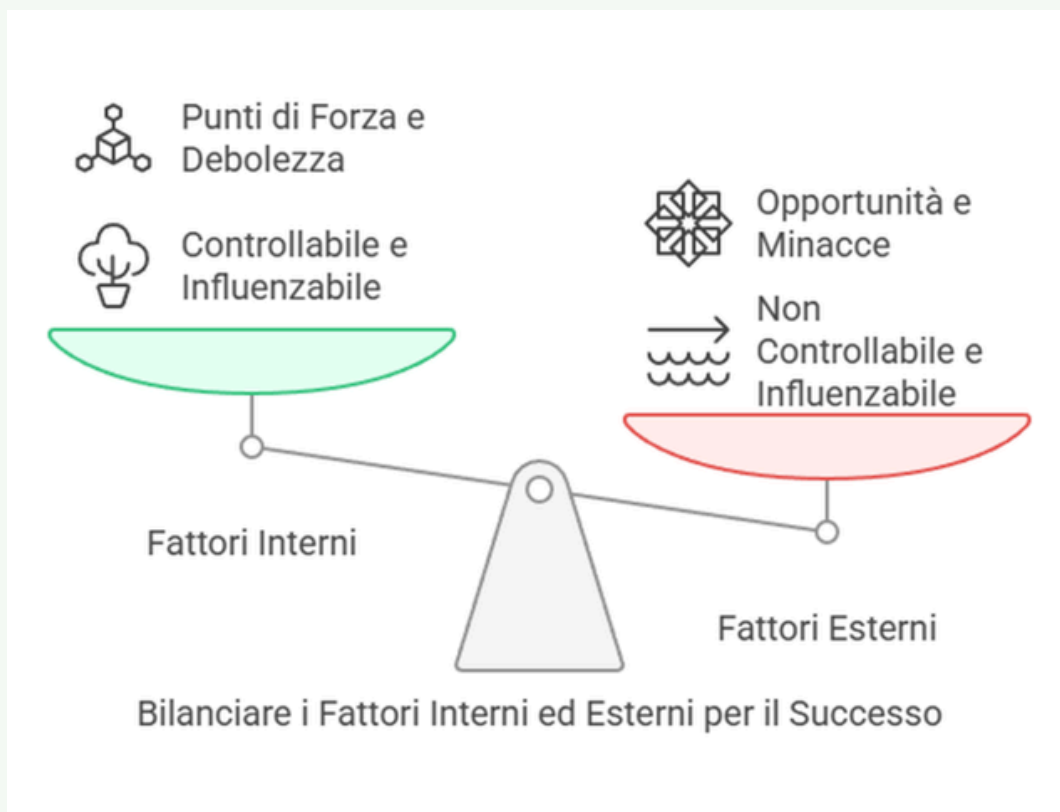 Punti di Forza e
Debolezza
Controllabile e
Influenzabile
Opportunità e
Minacce
Non
Controllabile e
Influenzabile
Fattori Interni
Fattori Esterni
Bilanciare i Fattori Interni ed Esterni per il Successo